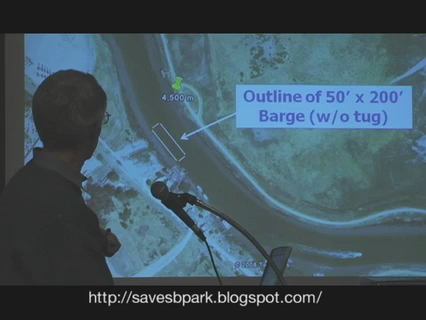 Outline of 50' x 200'
Barge (w/o tug)
4,500 m
http://savesbpark.blogspot.com/